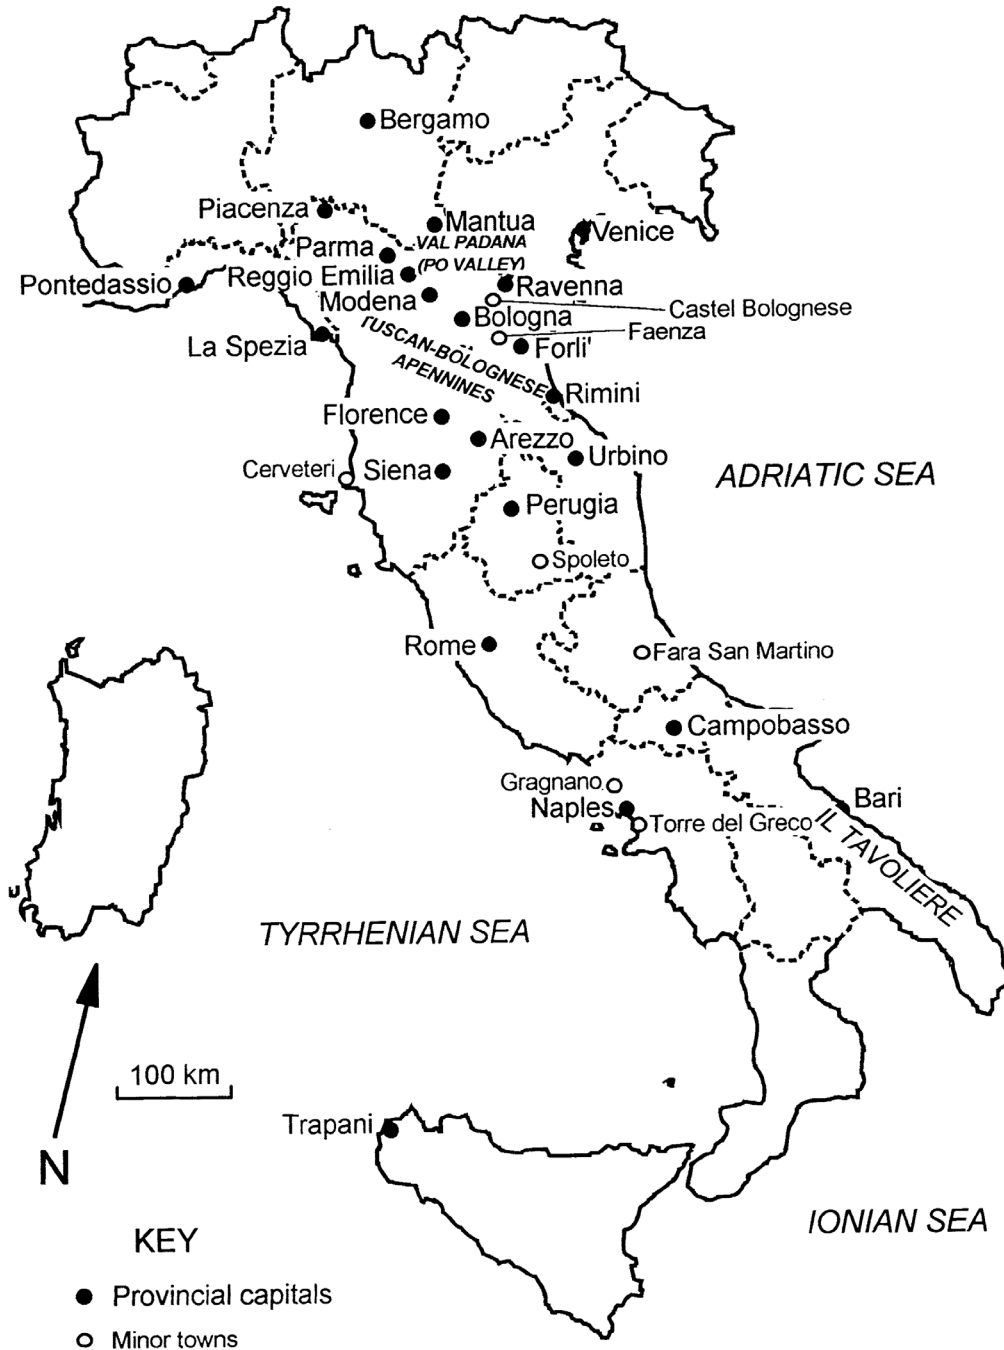 Bergamo
Piacenza
Mantua
Venice
Parma
VAL PADANA
(PO VALLEY)
Reggio Emilia
Pontedassio
Ravenna
Modena
Castel Bolognese
Bologna
Faenza
La Spezia
Forli'
TUSCAN-BOLOGNESE
APENNINES
Rimini
Florence
Arezzo
Urbino
Cerveteri
Siena
ADRIATIC SEA
Perugia
Spoleto
Rome
Fara San Martino
Campobasso
Gragnano
Naples
Bari
Torre del Greco
IL TAVOLIERE
TYRRHENIAN SEA
100 km
Trapani
N
IONIAN SEA
KEY
Provincial capitals
Minor towns